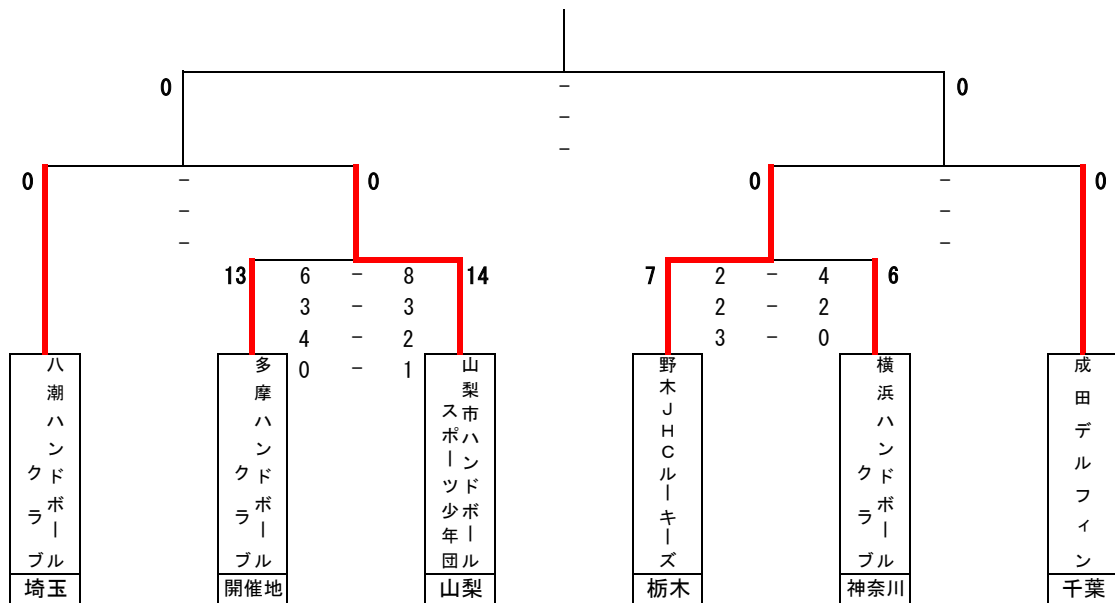 0 - 0
-
-
0 - 0 0 - 0
- -
- -
13 6 - 8 14 7 2 - 4 6
3 - 3 2 - 2
4 - 2 3 - 0
0 - 1
八潮ハンドボール
クラブ
埼玉
多摩ハンドボール
クラブ
開催地
山梨市ハンドボール
スポーツ少年団
山梨
野木JHCルーキーズ
栃木
横浜ハンドボール
クラブ
神奈川
成田デルフィン
千葉